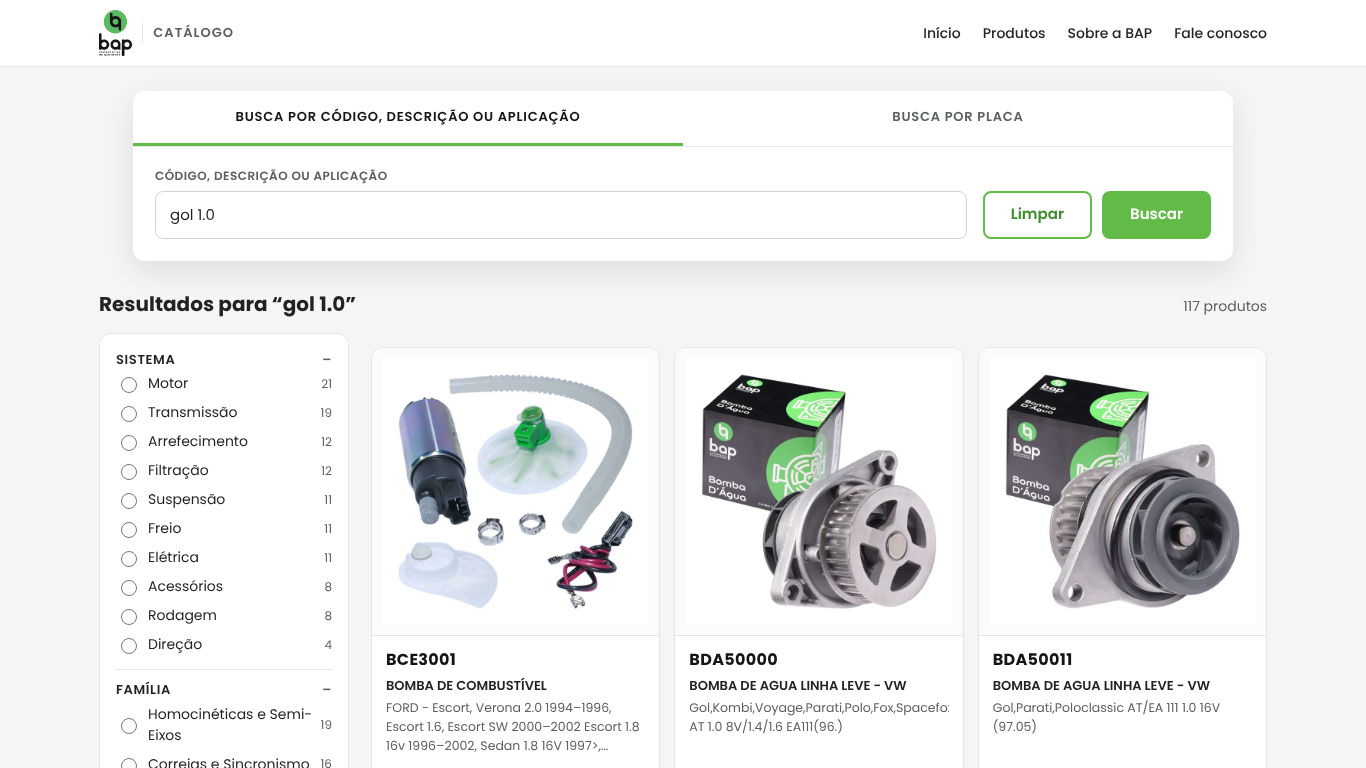 bap
CATÁLOGO
Início
Produtos
Sobre a BAP
Fale conosco
BUSCA POR CÓDIGO, DESCRIÇÃO OU APLICAÇÃO
BUSCA POR PLACA
CÓDIGO, DESCRIÇÃO OU APLICAÇÃO
gol 1.0
Limpar
Buscar
Resultados para “gol 1.0”
117 produtos
SISTEMA −
Motor 21
Transmissão 19
Arrefecimento 12
Filtração 12
Suspensão 11
Freio 11
Elétrica 11
Acessórios 8
Rodagem 8
Direção 4
FAMÍLIA −
Homocinéticas e Semi-
Eixos 19
Correias e Sincronismo 16
BCE3001
BOMBA DE COMBUSTÍVEL
FORD - Escort, Verona 2.0 1994–1996,
Escort 1.6, Escort SW 2000–2002 Escort 1.8
16v 1996–2002, Sedan 1.8 16V 1997>,…
bap
Bomba
D'Água
bap
Bomba
D'Água
BDA50000
BOMBA DE AGUA LINHA LEVE - VW
Gol,Kombi,Voyage,Parati,Polo,Fox,Spacefo
AT 1.0 8V/1.4/1.6 EA111(96.)
bap
Bomba
D'Água
bap
Bomba
D'Água
BDA50011
BOMBA DE AGUA LINHA LEVE - VW
Gol,Parati,Poloclassic AT/EA 111 1.0 16V
(97.05)